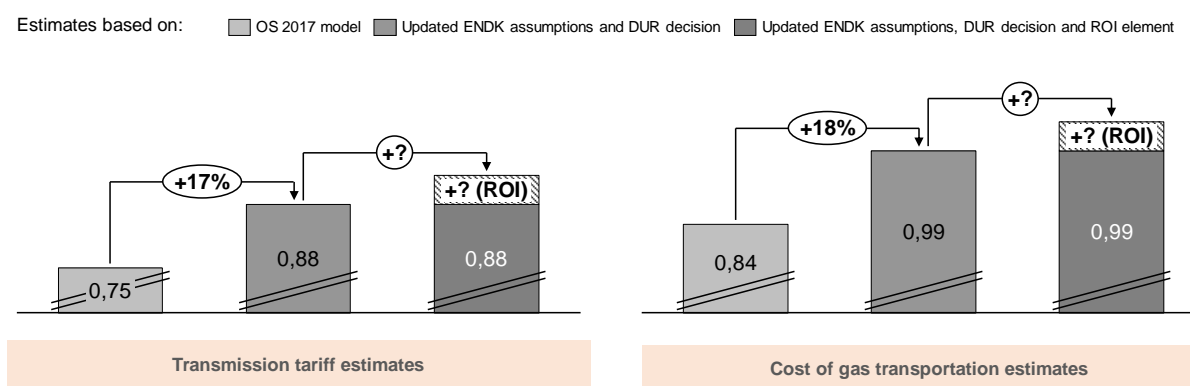 Estimates based on: OS 2017 model Updated ENDK assumptions and DUR decision Updated ENDK assumptions, DUR decision and ROI element
+17%
+?
+? (ROI)
0,75
0,88
0,88
Transmission tariff estimates
+18%
+?
+? (ROI)
0,84
0,99
0,99
Cost of gas transportation estimates